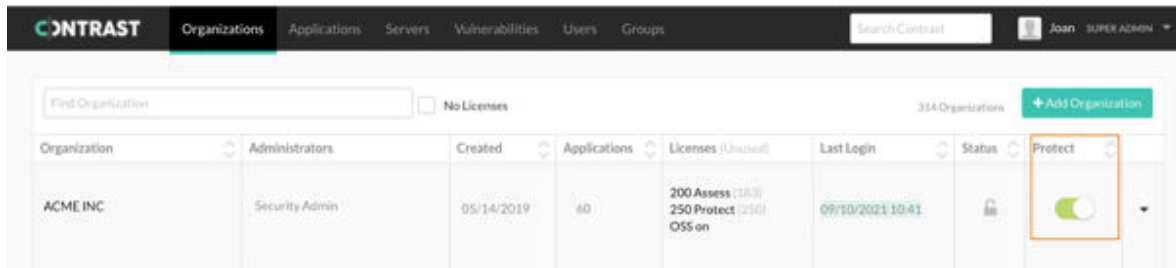 CONTRAST Organizations Applications Servers Vulnerabilities Users Groups Search Contrast Joan SUPER ADMIN
Find Organization No Licenses 314 Organizations +Add Organization
Organization Administrators Created Applications Licenses (Unused) Last Login Status Protect
ACME INC Security Admin 05/14/2019 60 200 Assess (183) 09/10/2021 10:41
250 Protect (250)
OSS on